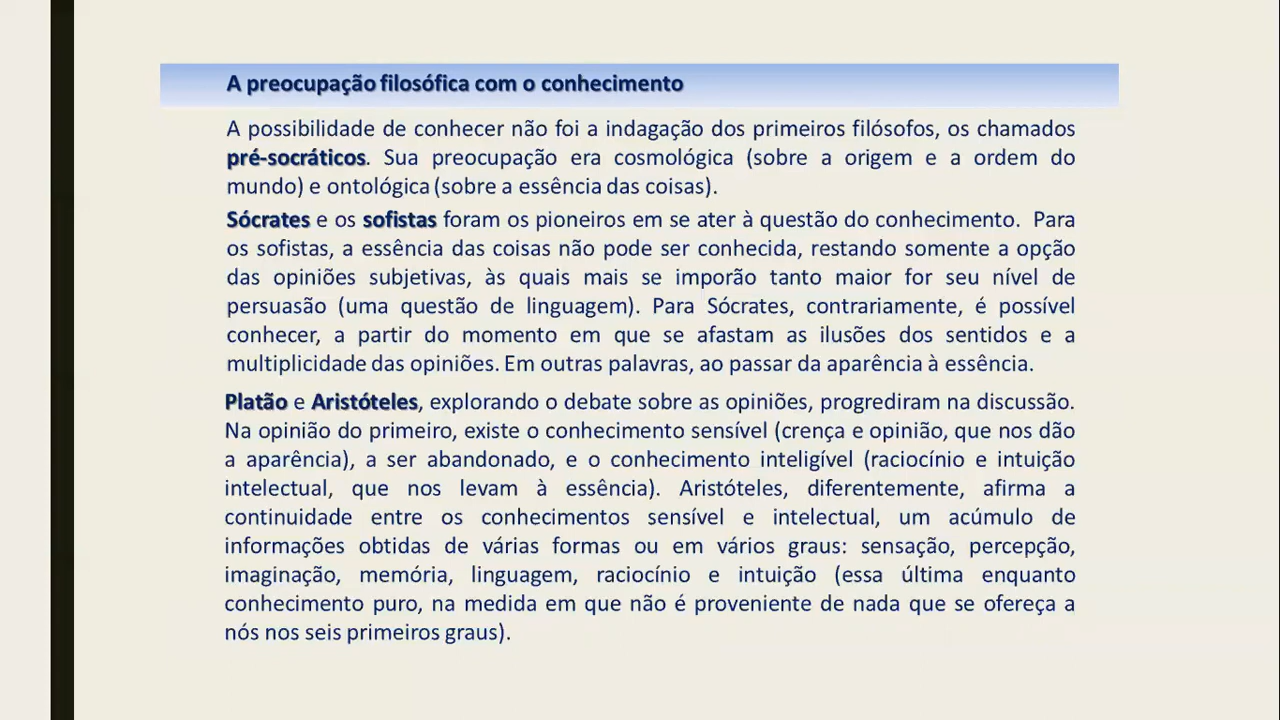 A preocupação filosófica com o conhecimento
A possibilidade de conhecer não foi a indagação dos primeiros filósofos, os chamados
pré-socráticos. Sua preocupação era cosmológica (sobre a origem e a ordem do
mundo) e ontológica (sobre a essência das coisas).
Sócrates e os sofistas foram os pioneiros em se ater à questão do conhecimento. Para
os sofistas, a essência das coisas não pode ser conhecida, restando somente a opção
das opiniões subjetivas, às quais mais se imporão tanto maior for seu nível de
persuasão (uma questão de linguagem). Para Sócrates, contrariamente, é possível
conhecer, a partir do momento em que se afastam as ilusões dos sentidos e a
multiplicidade das opiniões. Em outras palavras, ao passar da aparência à essência.
Platão e Aristóteles, explorando o debate sobre as opiniões, progrediram na discussão.
Na opinião do primeiro, existe o conhecimento sensível (crença e opinião, que nos dão
a aparência), a ser abandonado, e o conhecimento inteligível (raciocínio e intuição
intelectual, que nos levam à essência). Aristóteles, diferentemente, afirma a
continuidade entre os conhecimentos sensível e intelectual, um acúmulo de
informações obtidas de várias formas ou em vários graus: sensação, percepção,
imaginação, memória, linguagem, raciocínio e intuição (essa última enquanto
conhecimento puro, na medida em que não é proveniente de nada que se ofereça a
nós nos seis primeiros graus).